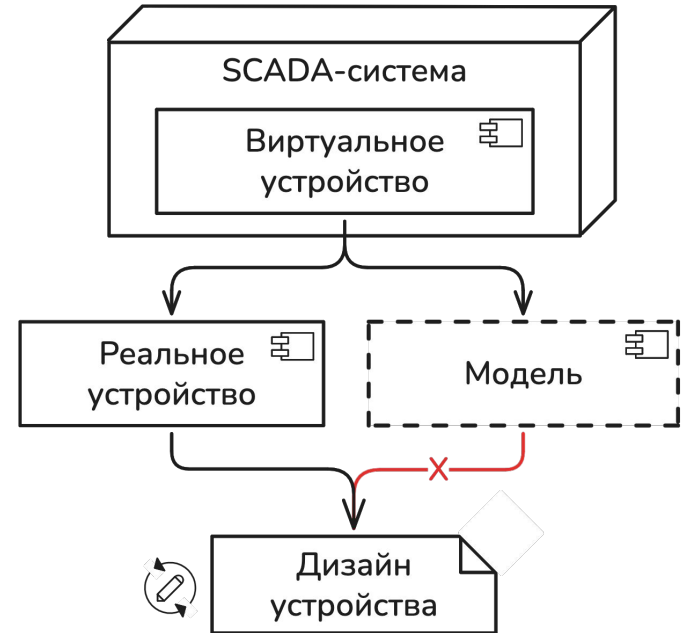 SCADA-система
Виртуальное
устройство
Реальное
устройство
Модель
X
Дизайн
устройства